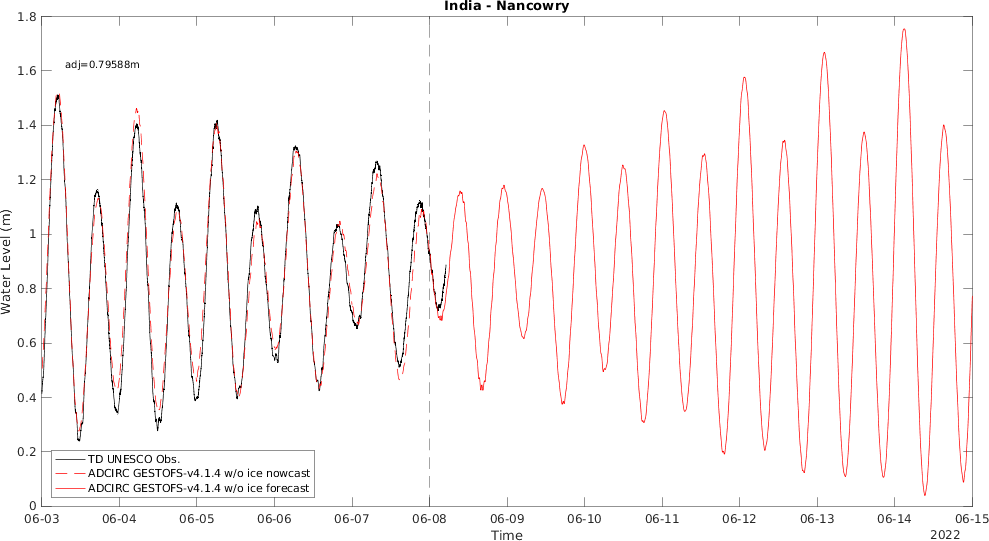 India - Nancowry
adj=0.79588m
Water Level (m)
1.8
1.6
1.4
1.2
1
0.8
0.6
0.4
0.2
0
TD UNESCO Obs.
ADCIRC GESTOFS-v4.1.4 w/o ice nowcast
ADCIRC GESTOFS-v4.1.4 w/o ice forecast
06-03 06-04 06-05 06-06 06-07 06-08 06-09 06-10 06-11 06-12 06-13 06-14 06-15
Time
2022